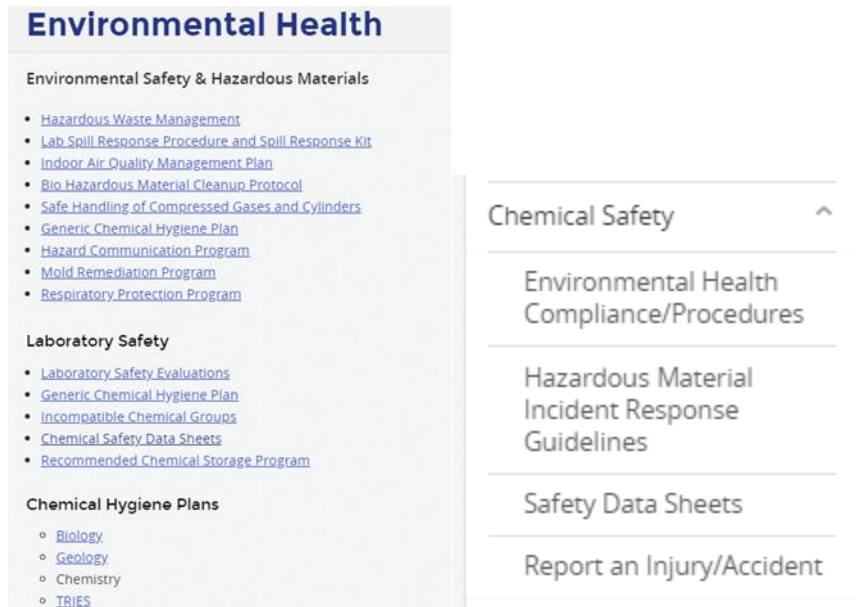 Environmental Health
Environmental Safety & Hazardous Materials
Hazardous Waste Management
Lab Spill Response Procedure and Spill Response Kit
Indoor Air Quality Management Plan
Bio Hazardous Material Cleanup Protocol
Safe Handling of Compressed Gases and Cylinders
Generic Chemical Hygiene Plan
Hazard Communication Program
Mold Remediation Program
Respiratory Protection Program
Laboratory Safety
Laboratory Safety Evaluations
Generic Chemical Hygiene Plan
Incompatible Chemical Groups
Chemical Safety Data Sheets
Recommended Chemical Storage Program
Chemical Hygiene Plans
Biology
Geology
Chemistry
TRIES
Chemical Safety
Environmental Health
Compliance/Procedures
Hazardous Material
Incident Response
Guidelines
Safety Data Sheets
Report an Injury/Accident